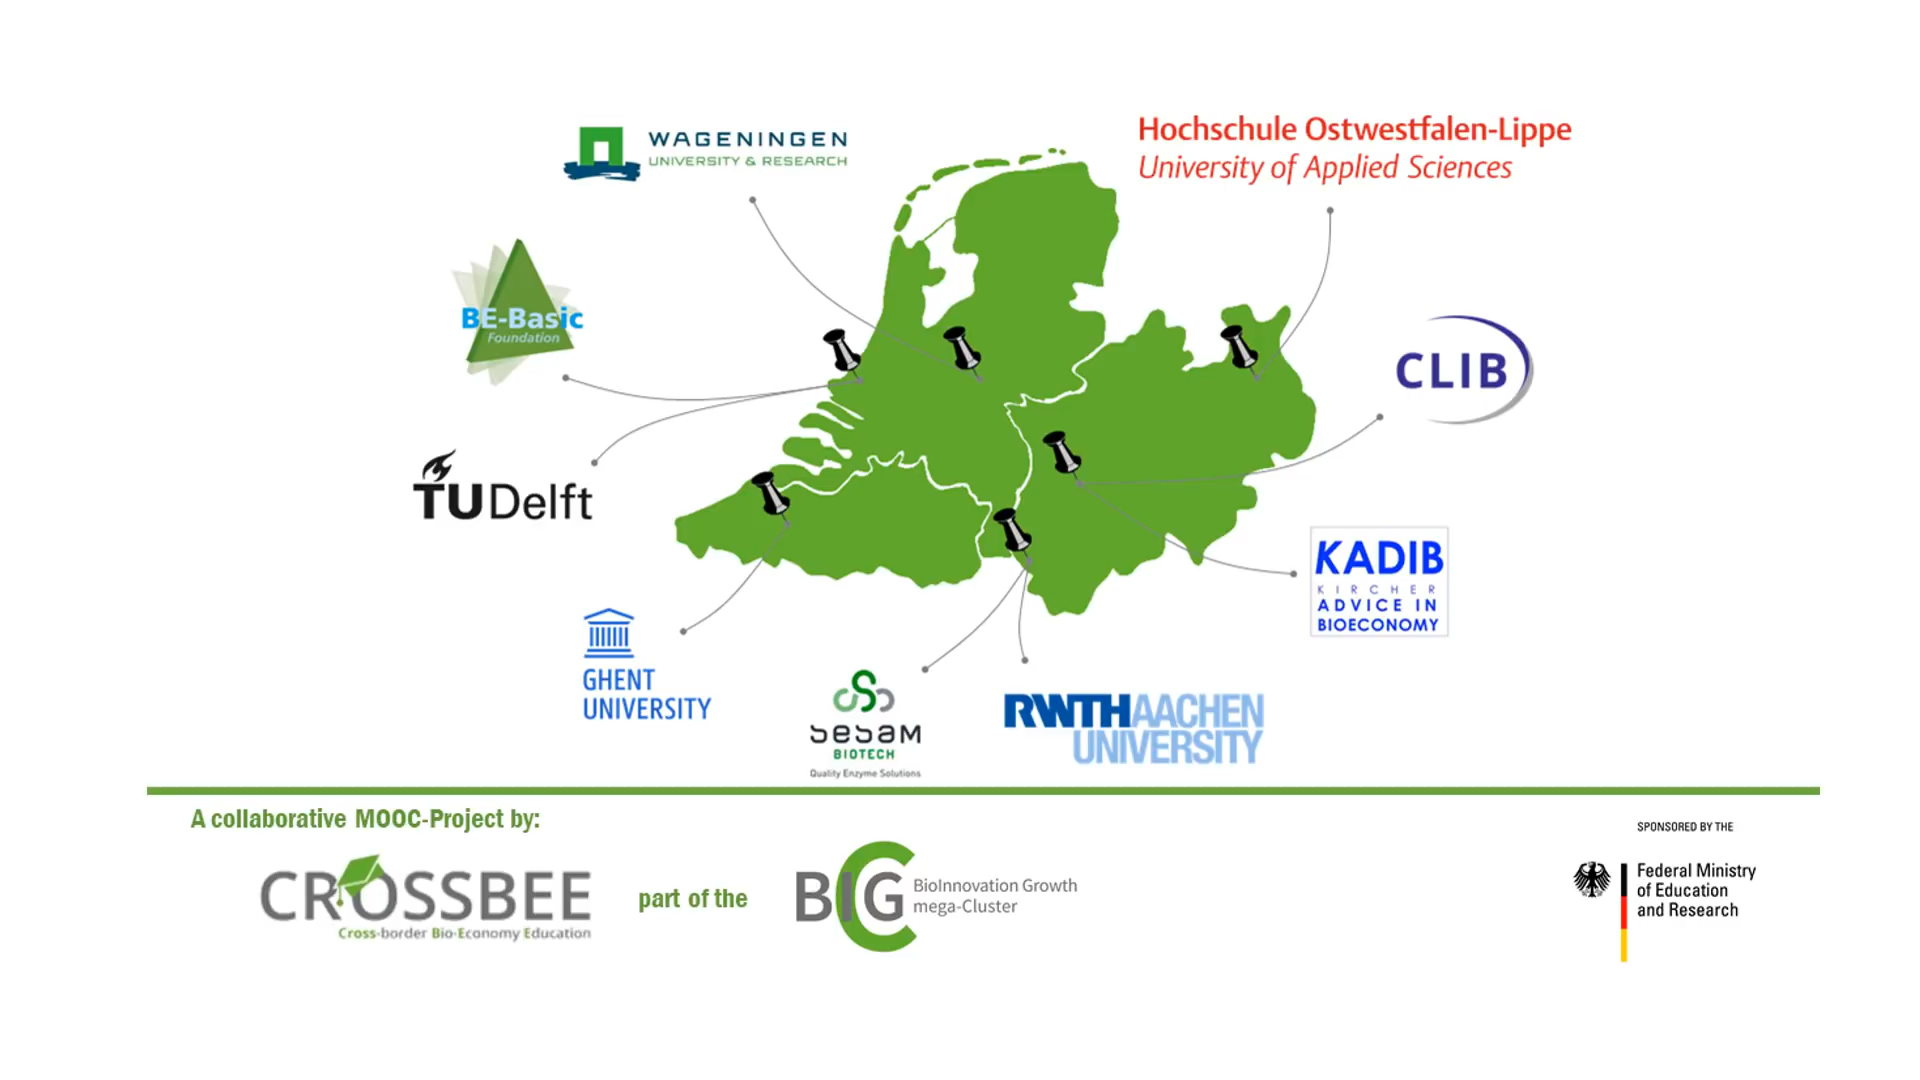 WAGENINGEN
UNIVERSITY & RESEARCH
Hochschule Ostwestfalen-Lippe
University of Applied Sciences
BE-Basic
Foundation
CLIB
TU Delft
KADIB
KIRCHER
ADVICE IN
BIOECONOMY
GHENT
UNIVERSITY
SeSaM
BIOTECH
Quality Enzyme Solutions
RWTH AACHEN
UNIVERSITY
A collaborative MOOC-Project by:
CROSSBEE
Cross-border Bio-Economy Education
part of the
BIG C
BioInnovation Growth
mega-Cluster
SPONSORED BY THE
Federal Ministry
of Education
and Research